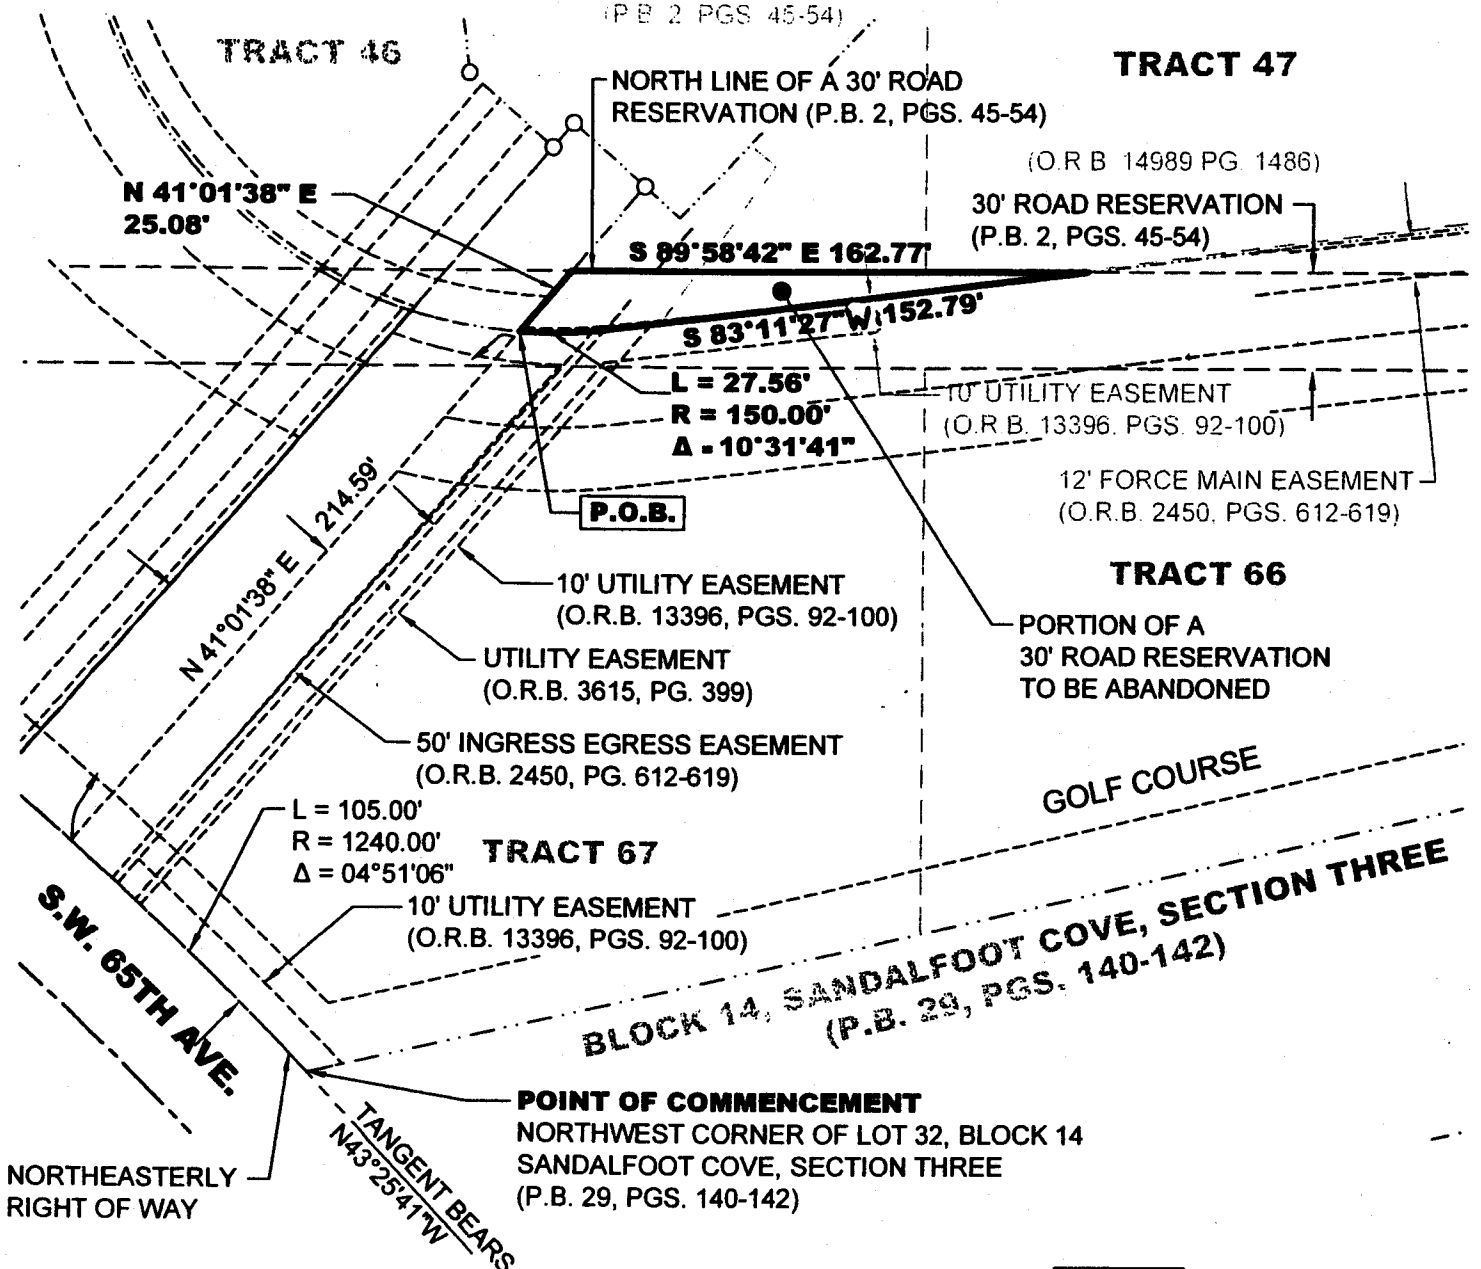 (P.B. 2 PGS. 45-54)
TRACT 46
TRACT 47
NORTH LINE OF A 30' ROAD
RESERVATION (P.B. 2, PGS. 45-54)
(O.R.B 14989 PG. 1486)
N 41°01'38" E
25.08'
30' ROAD RESERVATION
(P.B. 2, PGS. 45-54)
S 89°58'42" E 162.77'
S 83°11'27" W 152.79'
L = 27.56'
R = 150.00'
Δ = 10°31'41"
10' UTILITY EASEMENT
(O.R.B. 13396. PGS. 92-100)
12' FORCE MAIN EASEMENT
(O.R.B. 2450, PGS. 612-619)
P.O.B.
N 41°01'38" E 214.59'
TRACT 66
10' UTILITY EASEMENT
(O.R.B. 13396, PGS. 92-100)
PORTION OF A
30' ROAD RESERVATION
TO BE ABANDONED
UTILITY EASEMENT
(O.R.B. 3615, PG. 399)
50' INGRESS EGRESS EASEMENT
(O.R.B. 2450, PG. 612-619)
GOLF COURSE
L = 105.00'
R = 1240.00'
Δ = 04°51'06"
TRACT 67
10' UTILITY EASEMENT
(O.R.B. 13396, PGS. 92-100)
S.W. 65TH AVE.
BLOCK 14, SANDALFOOT COVE, SECTION THREE
(P.B. 29, PGS. 140-142)
POINT OF COMMENCEMENT
NORTHWEST CORNER OF LOT 32, BLOCK 14
SANDALFOOT COVE, SECTION THREE
(P.B. 29, PGS. 140-142)
NORTHEASTERLY
RIGHT OF WAY
TANGENT BEARS
N43°25'41"W